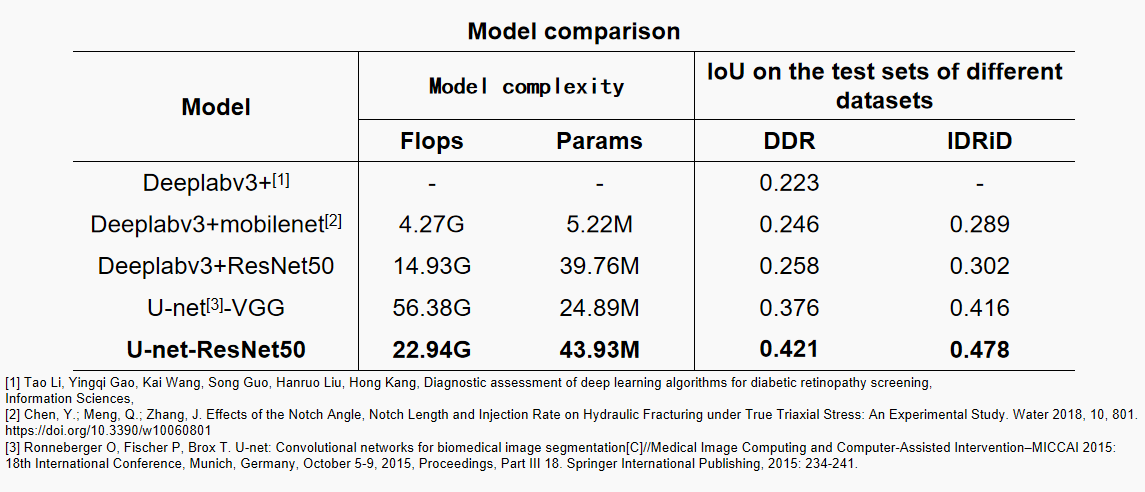 Model comparison
Model
Model complexity
IoU on the test sets of different
datasets
Flops Params DDR IDRiD
Deeplabv3+[1] - - 0.223 -
Deeplabv3+mobilenet[2] 4.27G 5.22M 0.246 0.289
Deeplabv3+ResNet50 14.93G 39.76M 0.258 0.302
U-net[3]-VGG 56.38G 24.89M 0.376 0.416
U-net-ResNet50 22.94G 43.93M 0.421 0.478
[1] Tao Li, Yingqi Gao, Kai Wang, Song Guo, Hanruo Liu, Hong Kang, Diagnostic assessment of deep learning algorithms for diabetic retinopathy screening,
Information Sciences,
[2] Chen, Y.; Meng, Q.; Zhang, J. Effects of the Notch Angle, Notch Length and Injection Rate on Hydraulic Fracturing under True Triaxial Stress: An Experimental Study. Water 2018, 10, 801.
https://doi.org/10.3390/w10060801
[3] Ronneberger O, Fischer P, Brox T. U-net: Convolutional networks for biomedical image segmentation[C]//Medical Image Computing and Computer-Assisted Intervention–MICCAI 2015:
18th International Conference, Munich, Germany, October 5-9, 2015, Proceedings, Part III 18. Springer International Publishing, 2015: 234-241.